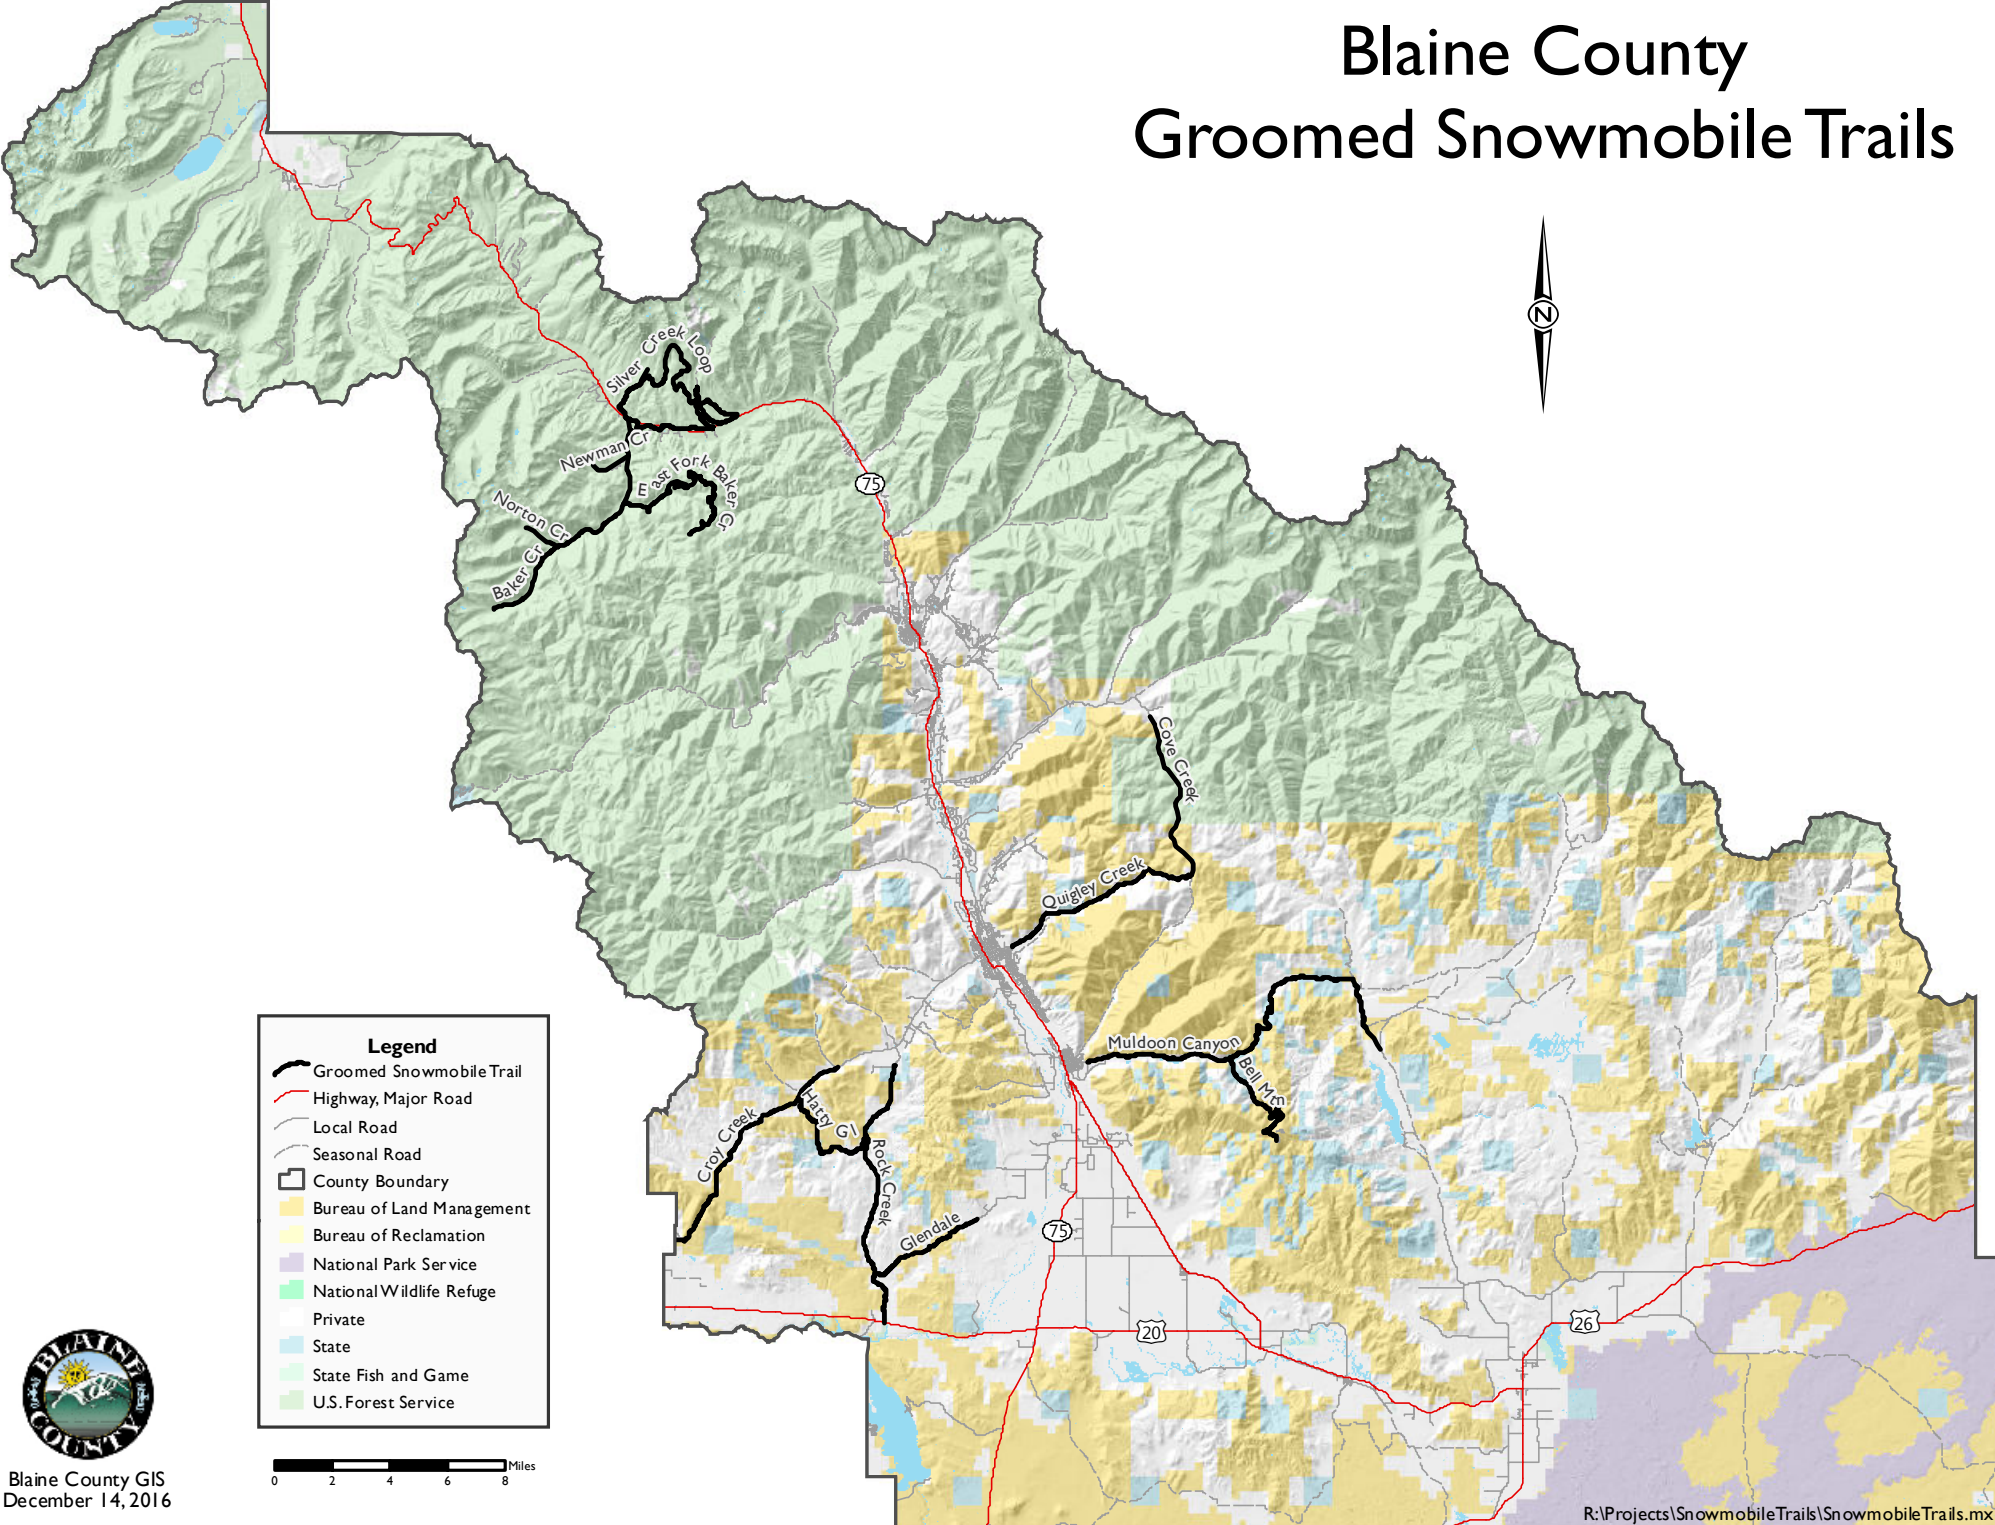 Blaine County
Groomed Snowmobile Trails
N
Silver Creek Loop
Newman Cr
East Fork Baker Cr
Norton Cr
Baker Cr
75
Cove Creek
Quigley Creek
Muldoon Canyon
Bell Mtn
Hatty Gl
Croy Creek
Rock Creek
Glendale
75
20
26
Legend
Groomed Snowmobile Trail
Highway, Major Road
Local Road
Seasonal Road
County Boundary
Bureau of Land Management
Bureau of Reclamation
National Park Service
National Wildlife Refuge
Private
State
State Fish and Game
U.S. Forest Service
0 2 4 6 8 Miles
BLAINE
COUNTY
Blaine County GIS
December 14, 2016
R:\Projects\SnowmobileTrails\SnowmobileTrails.mx